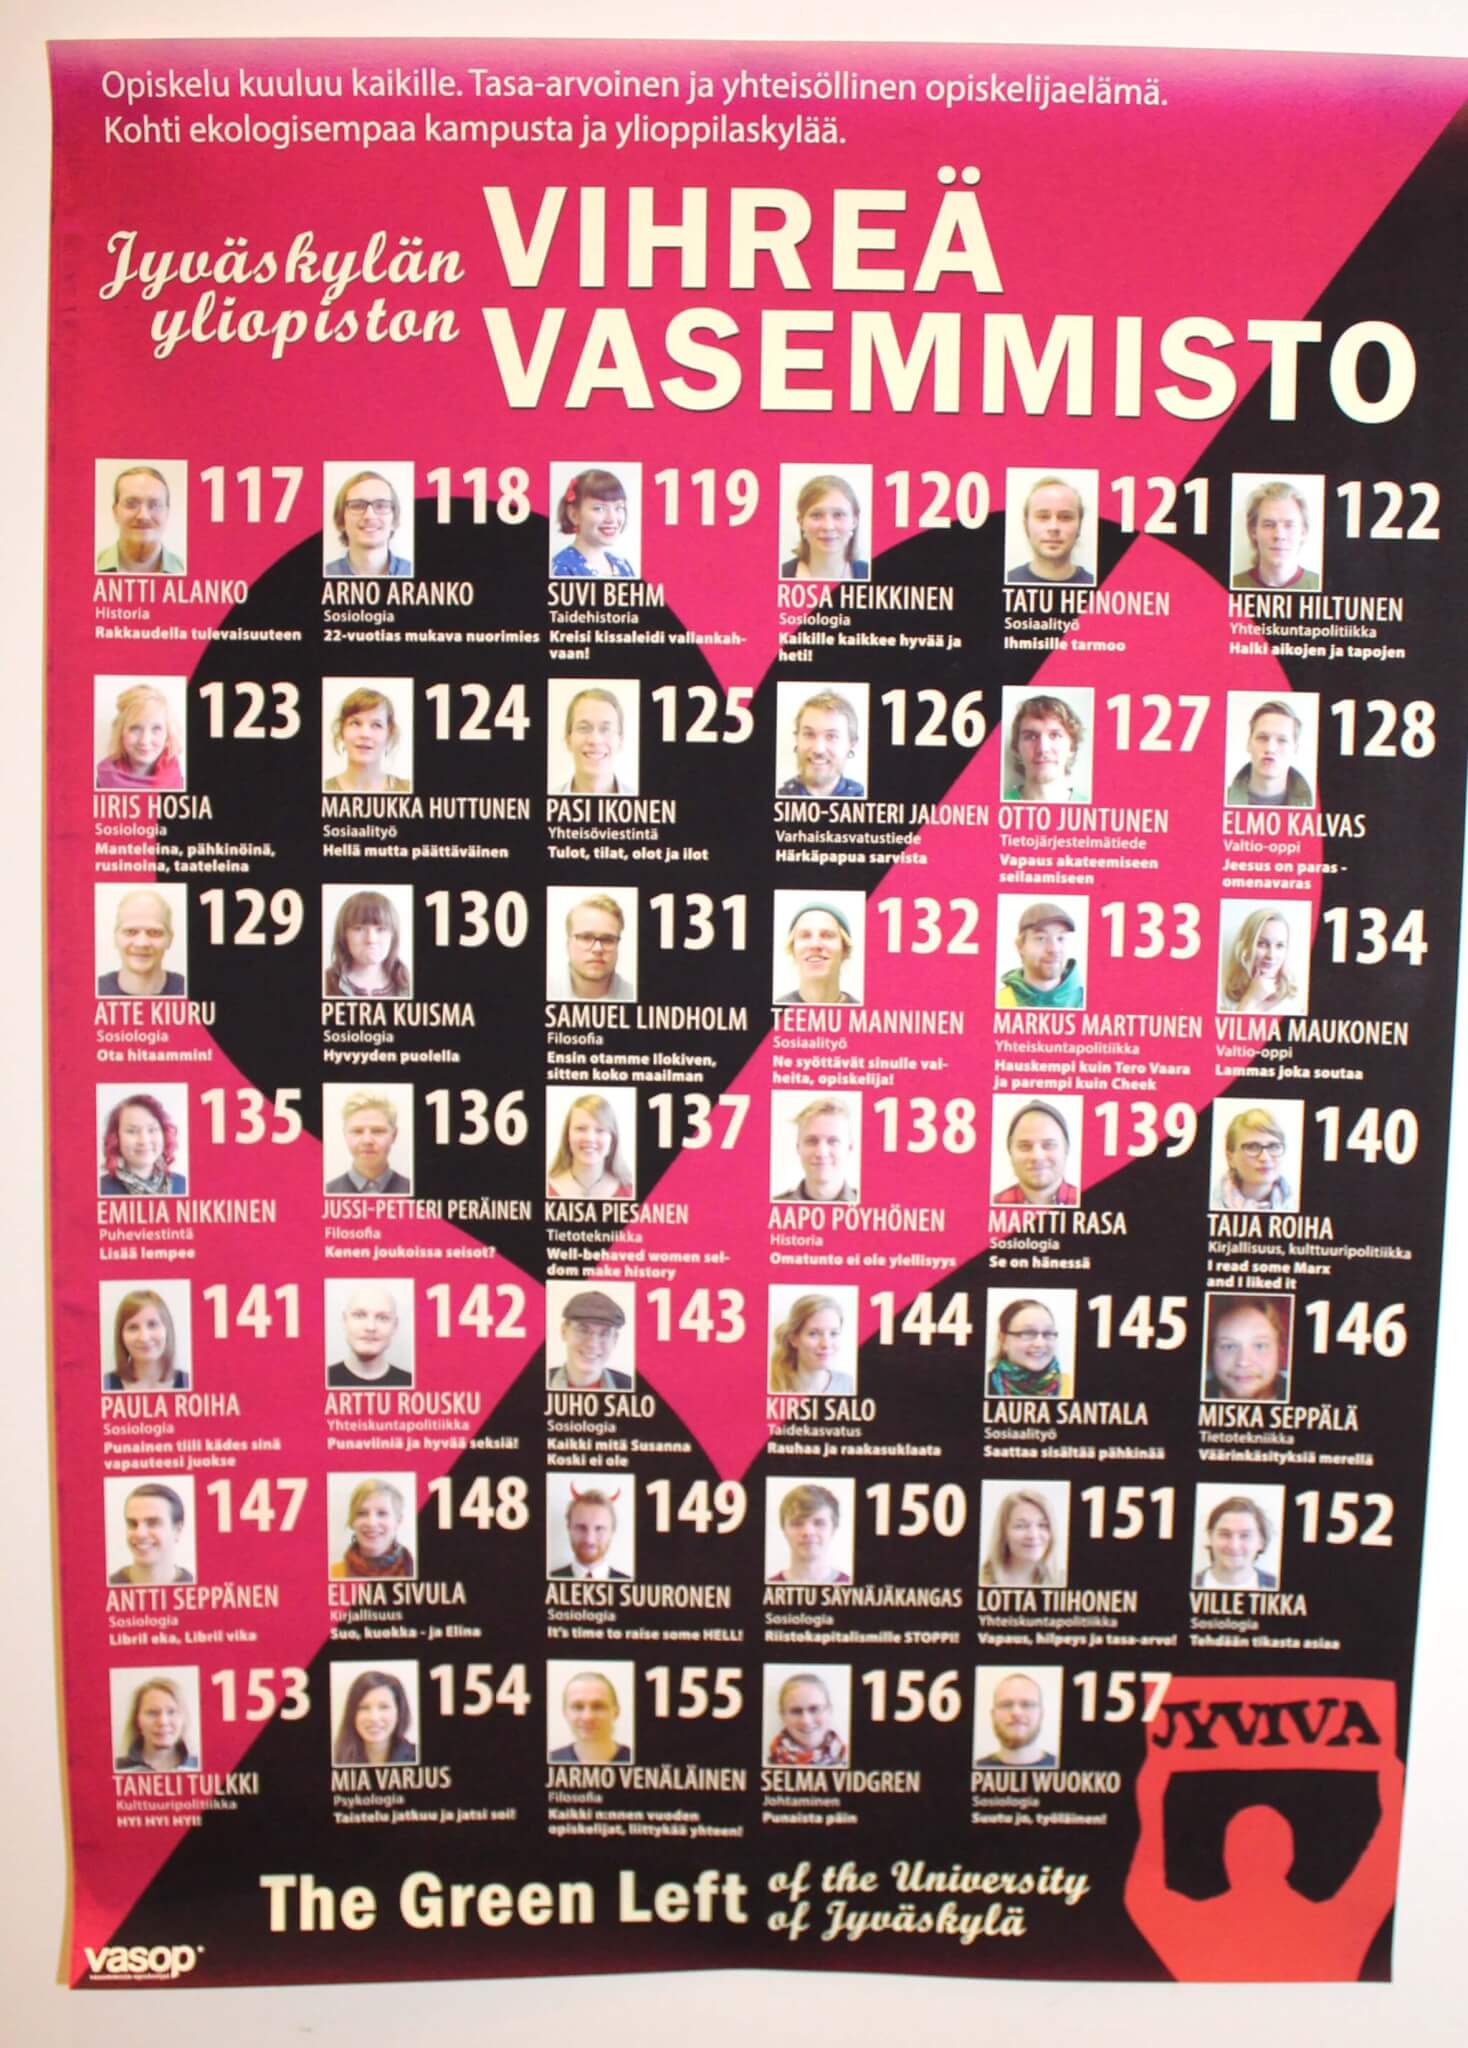 Opiskelu kuuluu kaikille. Tasa-arvoinen ja yhteisöllinen opiskelijaelämä.
Kohti ekologisempaa kampusta ja ylioppilaskylää.
Jyväskylän
yliopiston
VIHREÄ
VASEMMISTO
117
ANTTI ALANKO
Historia
Rakkaudella tulevaisuuteen
118
ARNO ARANKO
Sosiologia
22-vuotias mukava nuorimies
119
SUVI BEHM
Taidehistoria
Kreisi kissaleidi vallankah-
vaan!
120
ROSA HEIKKINEN
Sosiologia
Kaikille kaikkee hyvää ja
heti!
121
TATU HEINONEN
Sosiaalityö
Ihmisille tarmoo
122
HENRI HILTUNEN
Yhteiskuntapolitiikka
Halki aikojen ja tapojen
123
IIRIS HOSIA
Sosiologia
Manteleina, pähkinöinä,
rusinoina, taateleina
124
MARJUKKA HUTTUNEN
Sosiaalityö
Hellä mutta päättäväinen
125
PASI IKONEN
Yhteisöviestintä
Tulot, tilat, olot ja ilot
126
SIMO-SANTERI JALONEN
Varhaiskasvatustiede
Härkäpapua sarvista
127
OTTO JUNTUNEN
Tietojärjestelmätiede
Vapaus akateemiseen
seilaamiseen
128
ELMO KALVAS
Valtio-oppi
Jeesus on paras -
omenavaras
129
ATTE KIURU
Sosiologia
Ota hitaammin!
130
PETRA KUISMA
Sosiologia
Hyvyyden puolella
131
SAMUEL LINDHOLM
Filosofia
Ensin otamme Ilokiven,
sitten koko maailman
132
TEEMU MANNINEN
Sosiaalityö
Ne syöttävät sinulle val-
heita, opiskelija!
133
MARKUS MARTTUNEN
Yhteiskuntapolitiikka
Hauskempi kuin Tero Vaara
ja parempi kuin Cheek
134
VILMA MAUKONEN
Valtio-oppi
Lammas joka soutaa
135
EMILIA NIKKINEN
Puheviestintä
Lisää lempee
136
JUSSI-PETTERI PERÄINEN
Filosofia
Kenen joukoissa seisot?
137
KAISA PIESANEN
Tietotekniikka
Well-behaved women sel-
dom make history
138
AAPO PÖYHÖNEN
Historia
Omatunto ei ole ylellisyys
139
MARTTI RASA
Sosiologia
Se on hänessä
140
TAIJA ROIHA
Kirjallisuus, kulttuuripolitiikka
I read some Marx
and I liked it
141
PAULA ROIHA
Sosiologia
Punainen tiili kädes sinä
vapauteesi juokse
142
ARTTU ROUSKU
Yhteiskuntapolitiikka
Punaviiniä ja hyvää seksiä!
143
JUHO SALO
Sosiologia
Kaikki mitä Susanna
Koski ei ole
144
KIRSI SALO
Taidekasvatus
Rauhaa ja raakasuklaata
145
LAURA SANTALA
Sosiaalityö
Saattaa sisältää pähkinää
146
MISKA SEPPÄLÄ
Tietotekniikka
Väärinkäsityksiä merellä
147
ANTTI SEPPÄNEN
Sosiologia
Libril eka, Libril vika
148
ELINA SIVULA
Kirjallisuus
Suo, kuokka - ja Elina
149
ALEKSI SUURONEN
Sosiologia
It's time to raise some HELL!
150
ARTTU SÄYNÄJÄKANGAS
Sosiologia
Riistokapitalismille STOPPI!
151
LOTTA TIIHONEN
Yhteiskuntapolitiikka
Vapaus, hilpeys ja tasa-arvo!
152
VILLE TIKKA
Sosiologia
Tehdään tikasta asiaa
153
TANELI TULKKI
Kulttuuripolitiikka
HYI HYI HYI!
154
MIA VARJUS
Psykologia
Taistelu jatkuu ja jatsi soi!
155
JARMO VENÄLÄINEN
Filosofia
Kaikki n:nnen vuoden
opiskelijat, liittykää yhteen!
156
SELMA VIDGREN
Johtaminen
Punaista päin
157
PAULI WUOKKO
Sosiologia
Suutu jo, työläinen!
JYVIVA
The Green Left
of the University
of Jyväskylä
vasop